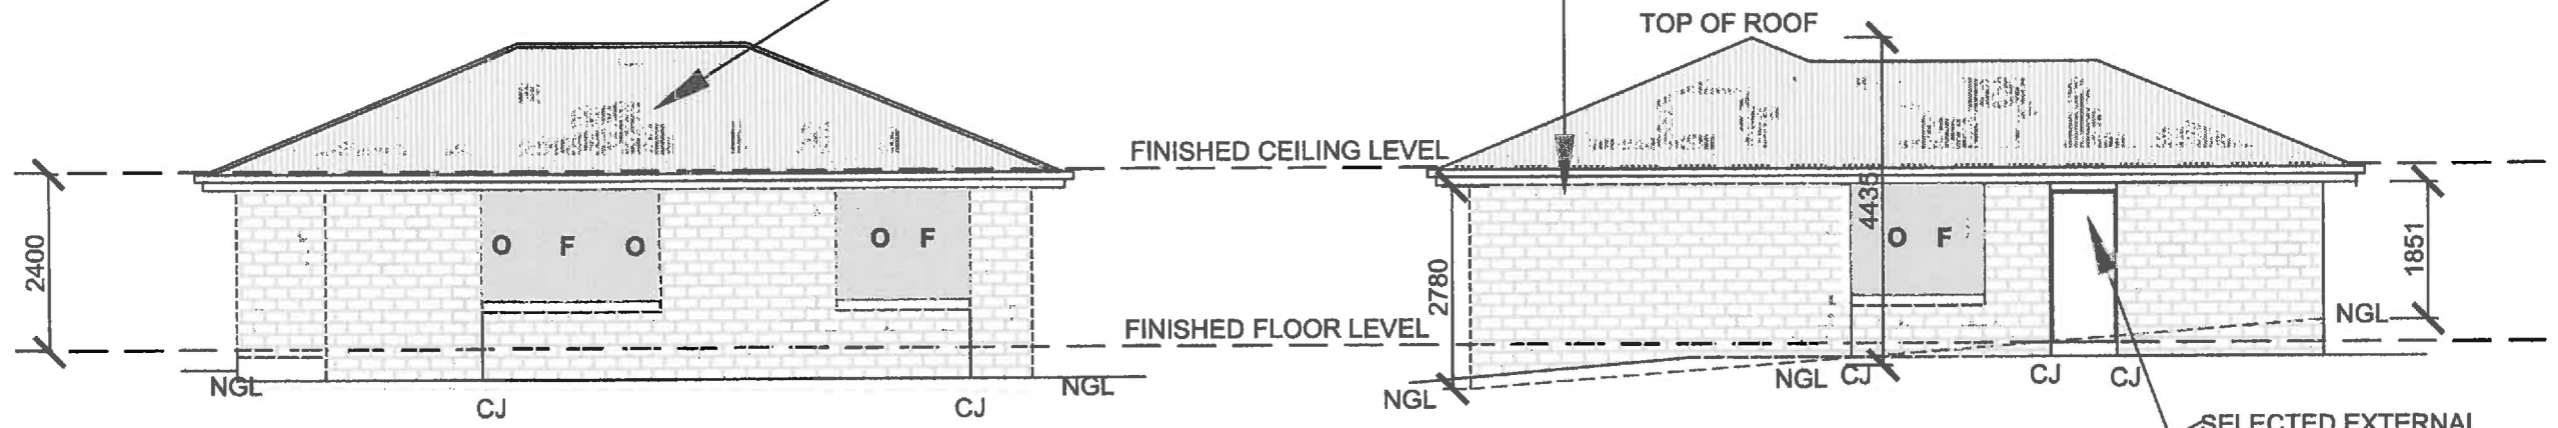 TOP OF ROOF
FINISHED CEILING LEVEL
4435
O F O
O F
O F
2400
2780
1851
FINISHED FLOOR LEVEL
NGL
NGL
NGL
NGL
NGL
CJ
CJ
CJ
CJ
CJ
SELECTED EXTERNAL